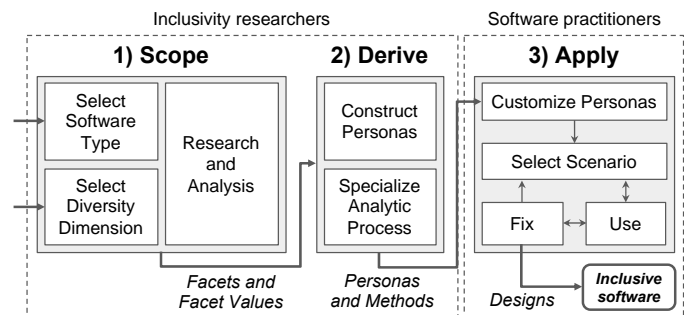 Inclusivity researchers
Software practitioners
1) Scope
2) Derive
3) Apply
Select
Software
Type
Select
Diversity
Dimension
Research
and
Analysis
Construct
Personas
Specialize
Analytic
Process
Customize Personas
Select Scenario
Fix
Use
Facets and
Facet Values
Personas
and Methods
Designs
Inclusive
software